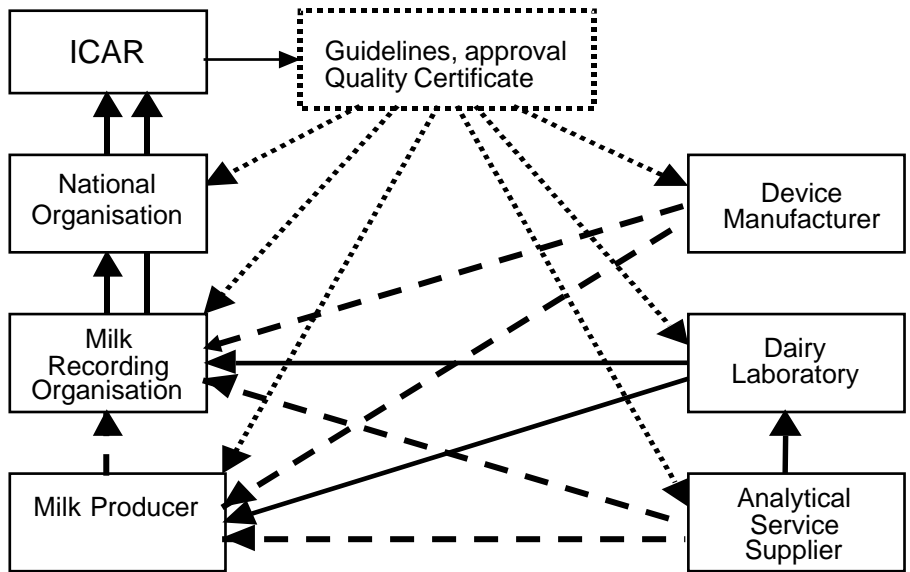 ICAR
Guidelines, approval
Quality Certificate
National
Organisation
Device
Manufacturer
Milk
Recording
Organisation
Dairy
Laboratory
Milk Producer
Analytical
Service
Supplier